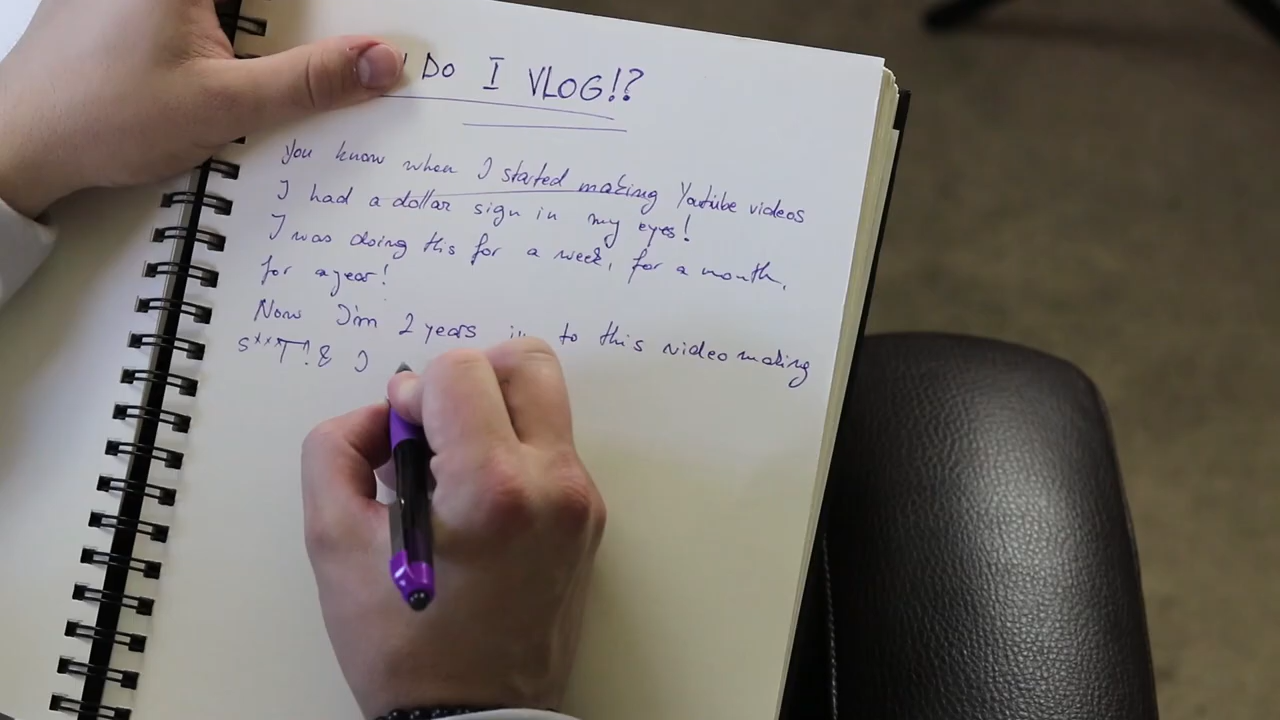 Do I VLOG!?
You know when I started making Youtube videos
I had a dollar sign in my eyes!
I was doing this for a week, for a month,
for a year!
Now I'm 2 years to this video making
S**T! & I